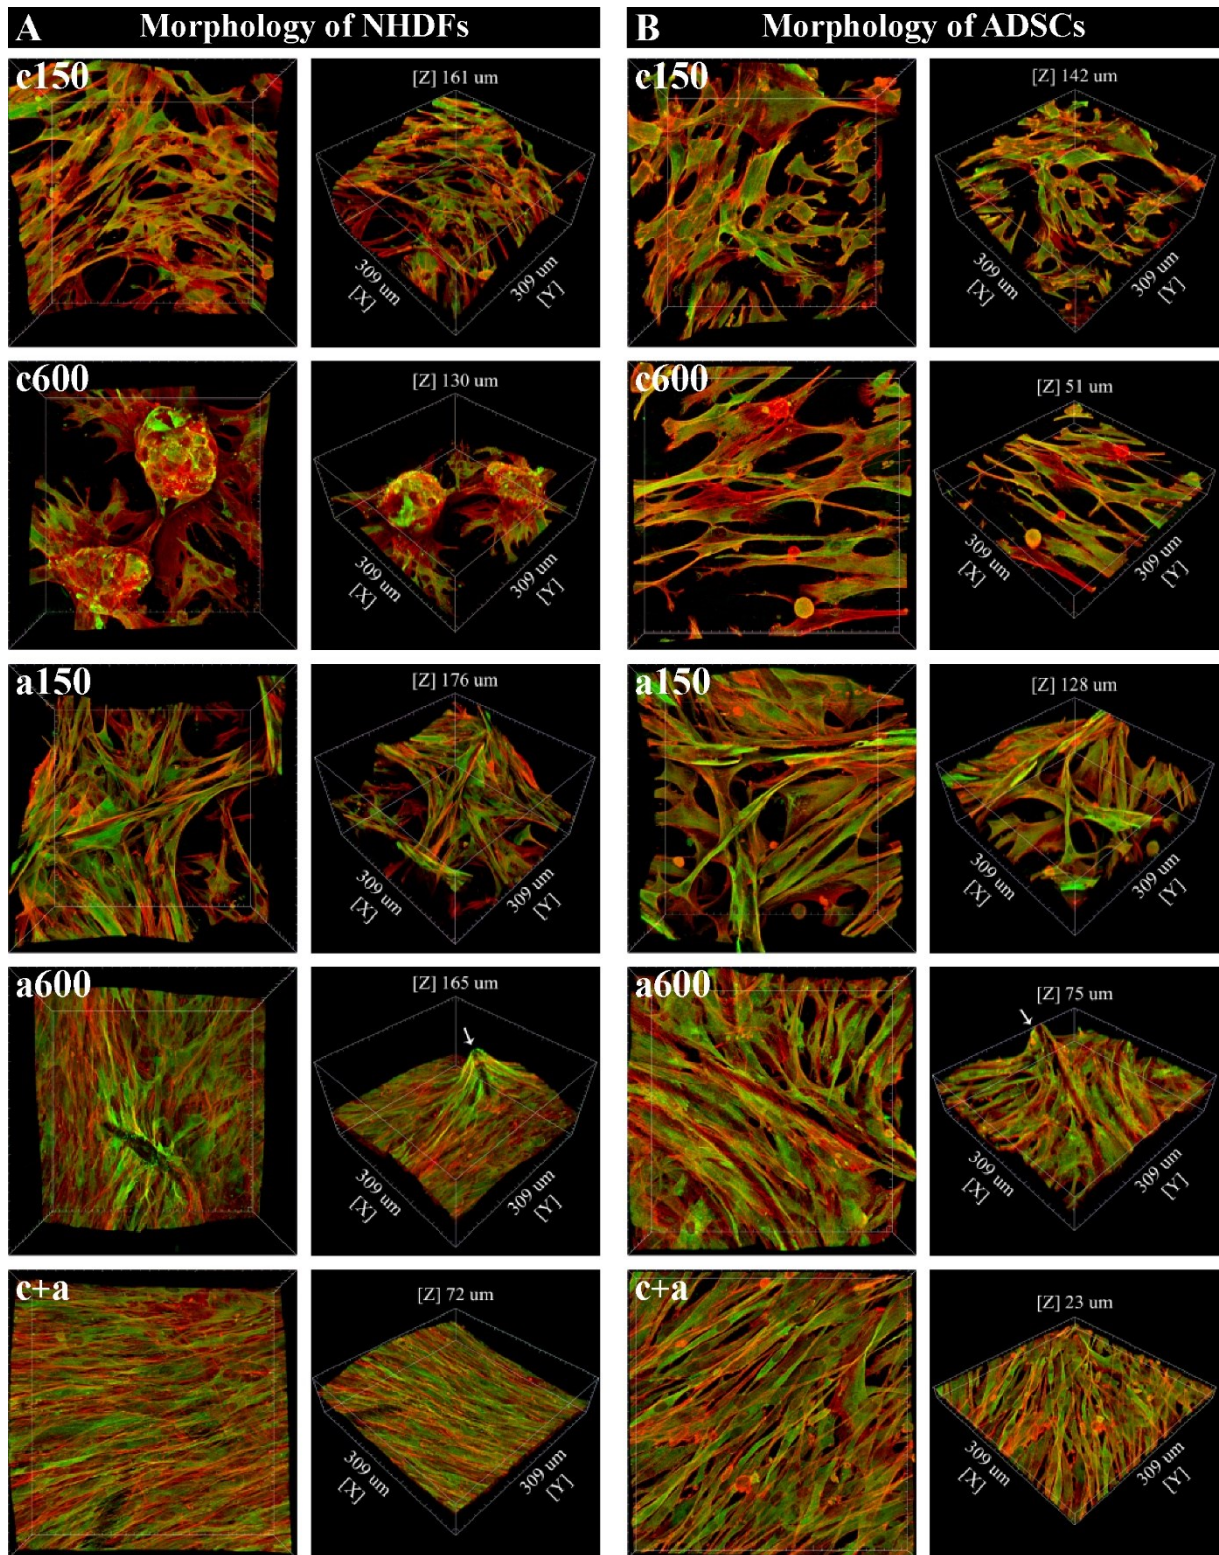 A Morphology of NHDFs
B Morphology of ADSCs
c150
[Z] 161 um
309 um
[X]
309 um
[Y]
c150
[Z] 142 um
309 um
[X]
309 um
[Y]
c600
[Z] 130 um
309 um
[X]
309 um
[Y]
c600
[Z] 51 um
309 um
[X]
309 um
[Y]
a150
[Z] 176 um
309 um
[X]
309 um
[Y]
a150
[Z] 128 um
309 um
[X]
309 um
[Y]
a600
[Z] 165 um
309 um
[X]
309 um
[Y]
a600
[Z] 75 um
309 um
[X]
309 um
[Y]
c+a
[Z] 72 um
309 um
[X]
309 um
[Y]
c+a
[Z] 23 um
309 um
[X]
309 um
[Y]